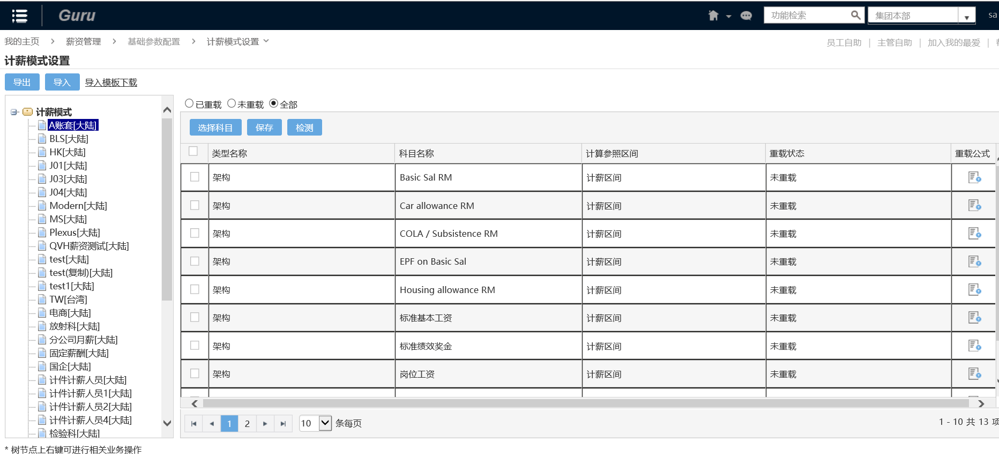 Guru
功能检索
集团本部
sa
我的主页 > 薪资管理 > 基础参数配置 > 计薪模式设置
员工自助 | 主管自助 | 加入我的最爱 |
计薪模式设置
导出 导入 导入模板下载
计薪模式
A账套[大陆]
BLS[大陆]
HK[大陆]
J01[大陆]
J03[大陆]
J04[大陆]
Modern[大陆]
MS[大陆]
Plexus[大陆]
QVH薪资测试[大陆]
test[大陆]
test(复制)[大陆]
test1[大陆]
TW[台湾]
电商[大陆]
放射科[大陆]
分公司月薪[大陆]
固定薪酬[大陆]
国企[大陆]
计件计薪人员[大陆]
计件计薪人员1[大陆]
计件计薪人员2[大陆]
计件计薪人员4[大陆]
检验科[大陆]
已重载 未重载 全部
选择科目 保存 检测
类型名称 科目名称 计算参照区间 重载状态 重载公式
架构 Basic Sal RM 计薪区间 未重载
架构 Car allowance RM 计薪区间 未重载
架构 COLA / Subsistence RM 计薪区间 未重载
架构 EPF on Basic Sal 计薪区间 未重载
架构 Housing allowance RM 计薪区间 未重载
架构 标准基本工资 计薪区间 未重载
架构 标准绩效奖金 计薪区间 未重载
架构 岗位工资 计薪区间 未重载
1 2 10 条每页
1 - 10 共 13 项
* 树节点上右键可进行相关业务操作